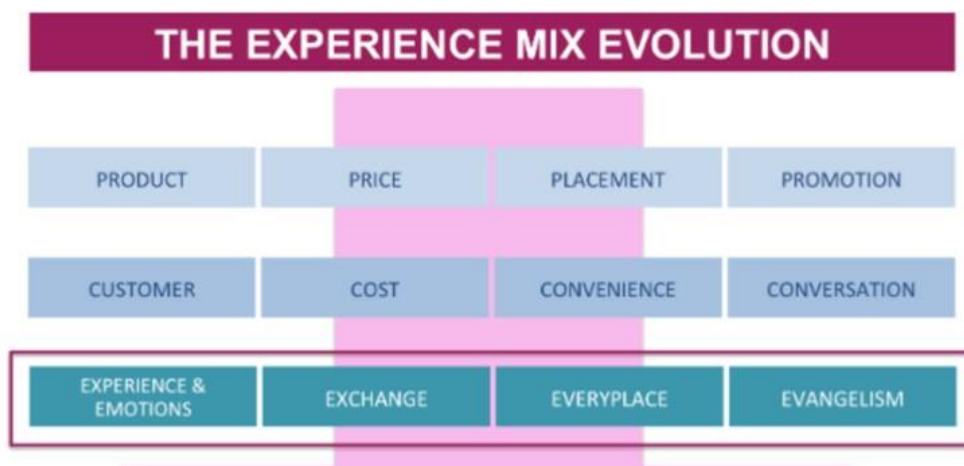 THE EXPERIENCE MIX EVOLUTION
PRODUCT PRICE PLACEMENT PROMOTION
CUSTOMER COST CONVENIENCE CONVERSATION
EXPERIENCE &
EMOTIONS EXCHANGE EVERYPLACE EVANGELISM